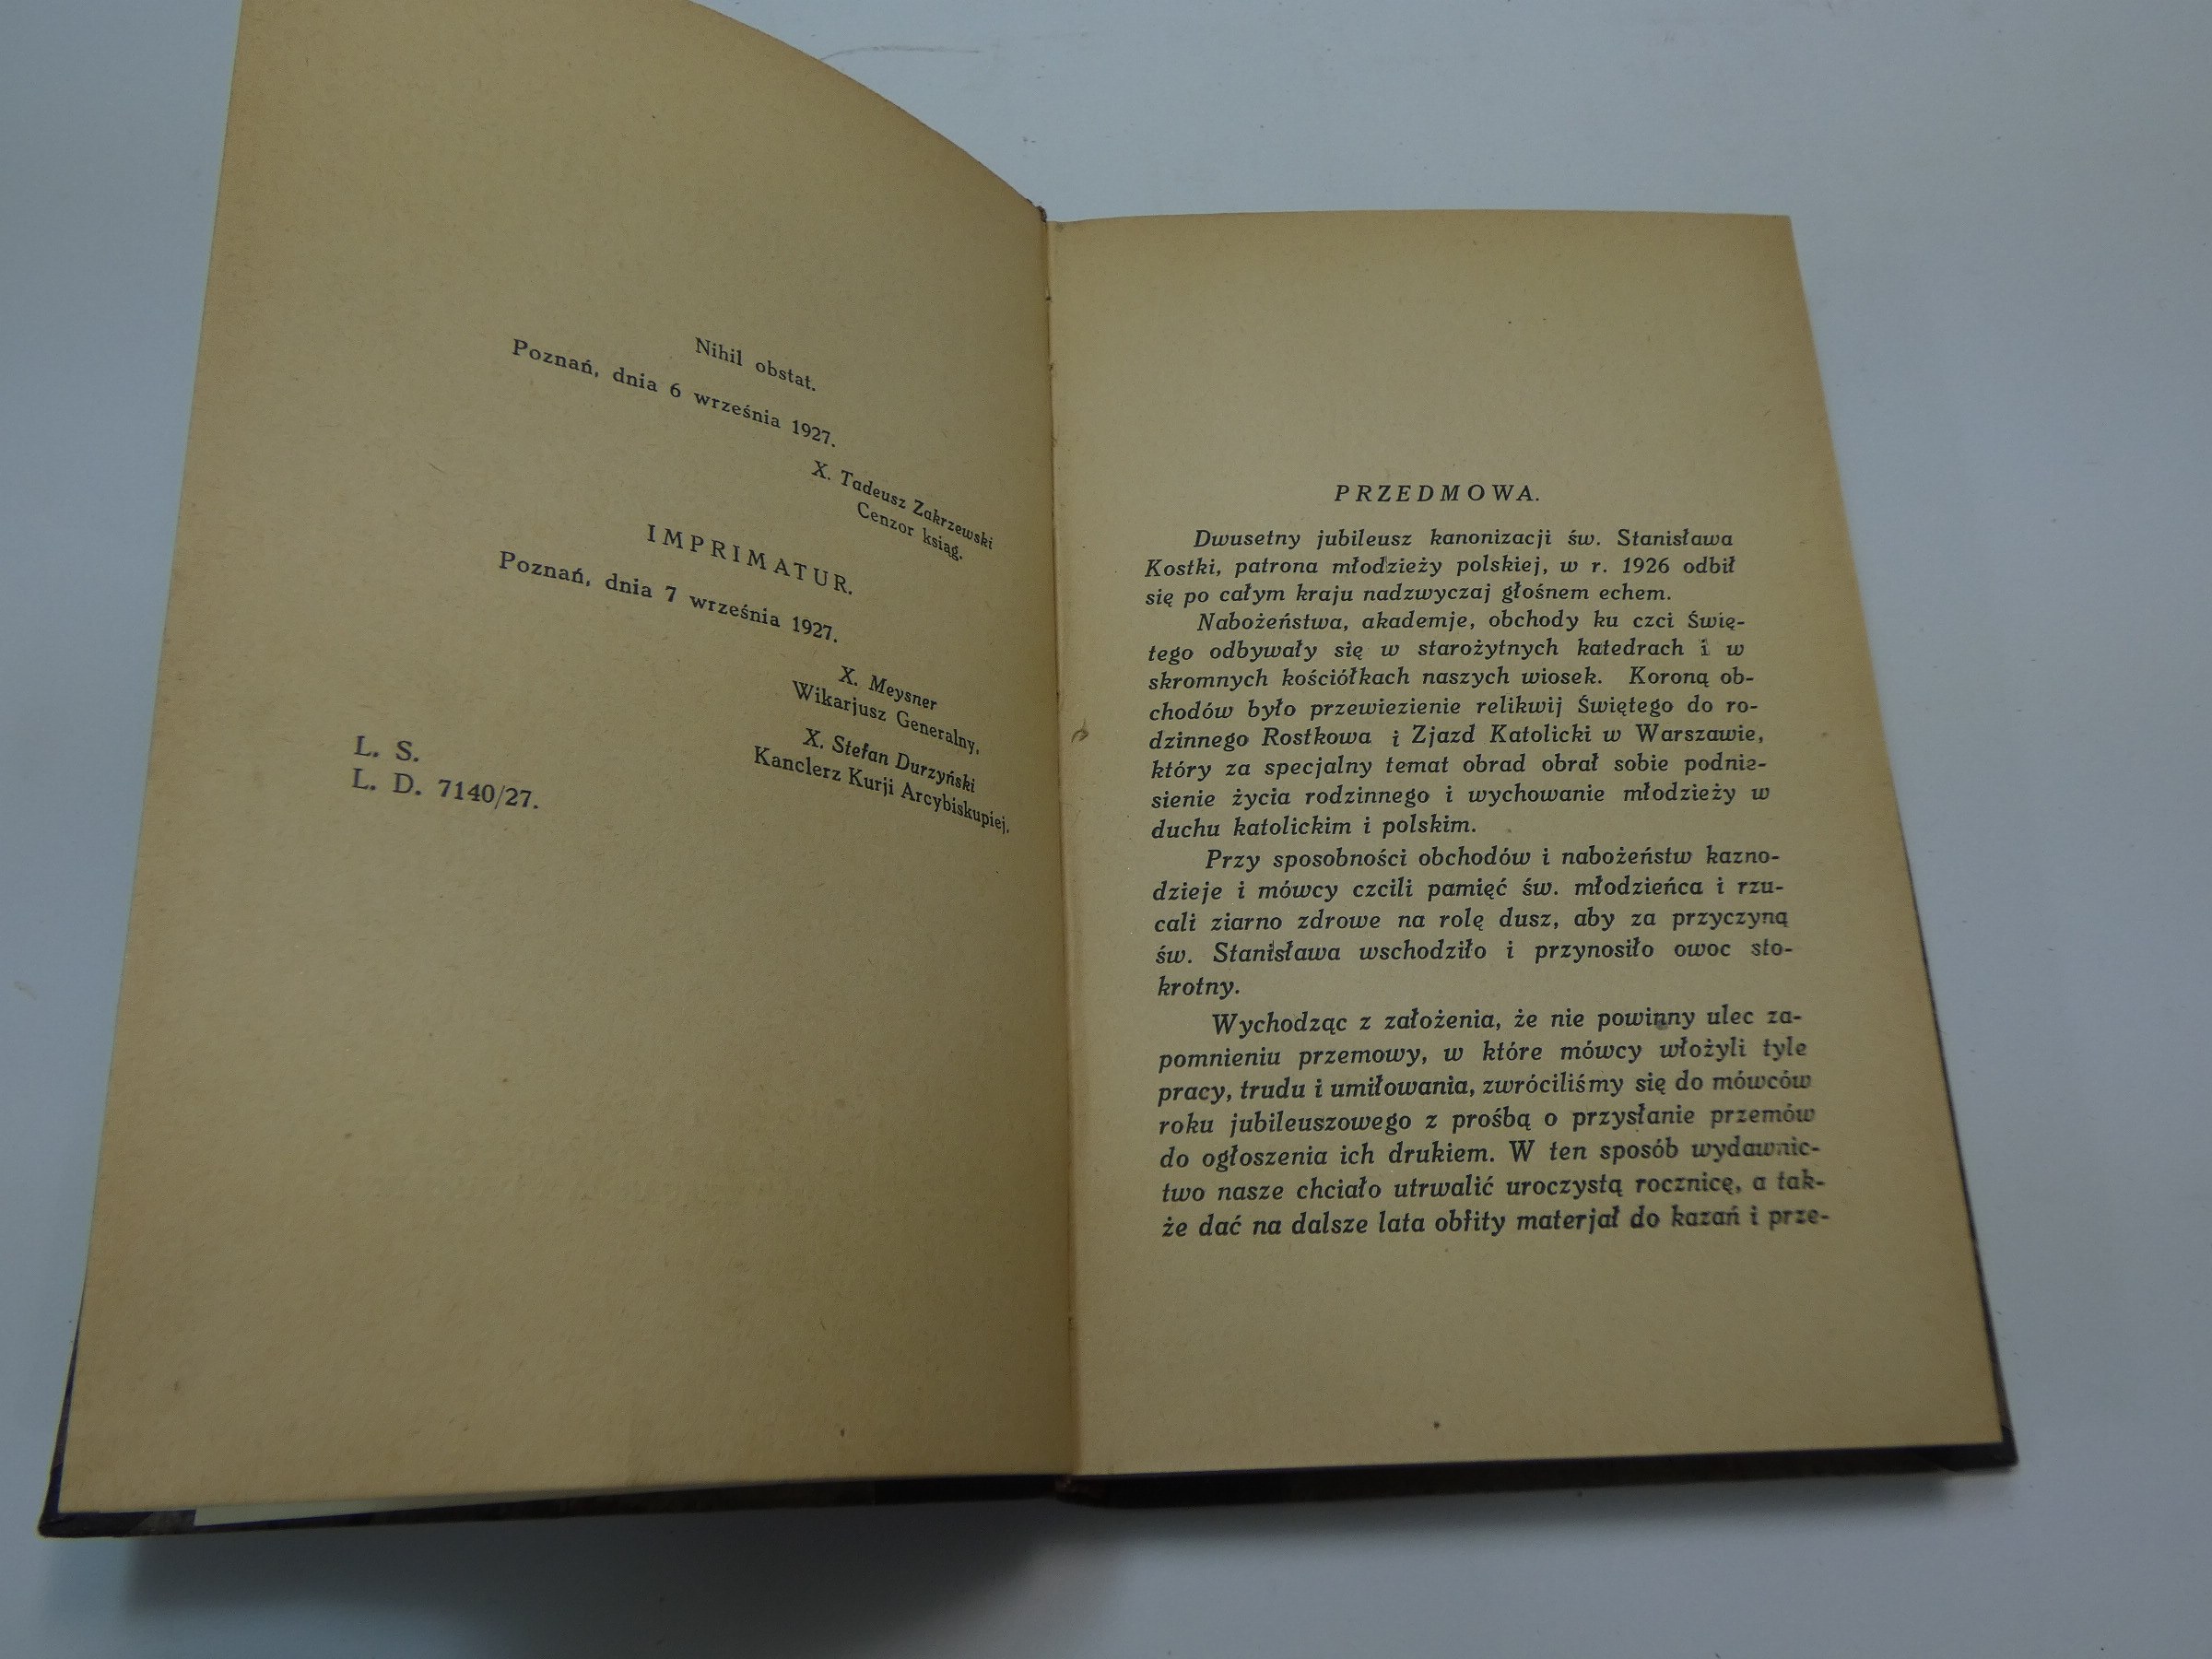 Nihil obstat.
Poznań, dnia 6 września 1927.
X. Tadeusz Zakrzewski
Cenzor ksiąg.
IMPRIMATUR.
Poznań, dnia 7 września 1927.
X. Meysner
Wikarjusz Generalny,
X. Stefan Durzyński
Kanclerz Kurji Arcybiskupiej.
L. S.
L. D. 7140/27.
PRZEDMOWA.
Dwusetny jubileusz kanonizacji św. Stanisława
Kostki, patrona młodzieży polskiej, w r. 1926 odbił
się po całym kraju nadzwyczaj głośnem echem.
Nabożeństwa, akademje, obchody ku czci Świę-
tego odbywały się w starożytnych katedrach i w
skromnych kościółkach naszych wiosek. Koroną ob-
chodów było przewiezienie relikwij Świętego do ro-
dzinnego Rostkowa i Zjazd Katolicki w Warszawie,
który za specjalny temat obrad obrał sobie podnie-
sienie życia rodzinnego i wychowanie młodzieży w
duchu katolickim i polskim.
Przy sposobności obchodów i nabożeństw kazno-
dzieje i mówcy czcili pamięć św. młodzieńca i rzu-
cali ziarno zdrowe na rolę dusz, aby za przyczyną
św. Stanisława wschodziło i przynosiło owoc sto-
krotny.
Wychodząc z założenia, że nie powinny ulec za-
pomnieniu przemowy, w które mówcy włożyli tyle
pracy, trudu i umiłowania, zwróciliśmy się do mówców
roku jubileuszowego z prośbą o przysłanie przemów
do ogłoszenia ich drukiem. W ten sposób wydawnic-
two nasze chciało utrwalić uroczystą rocznicę, a tak-
że dać na dalsze lata obfity materjał do kazań i prze-